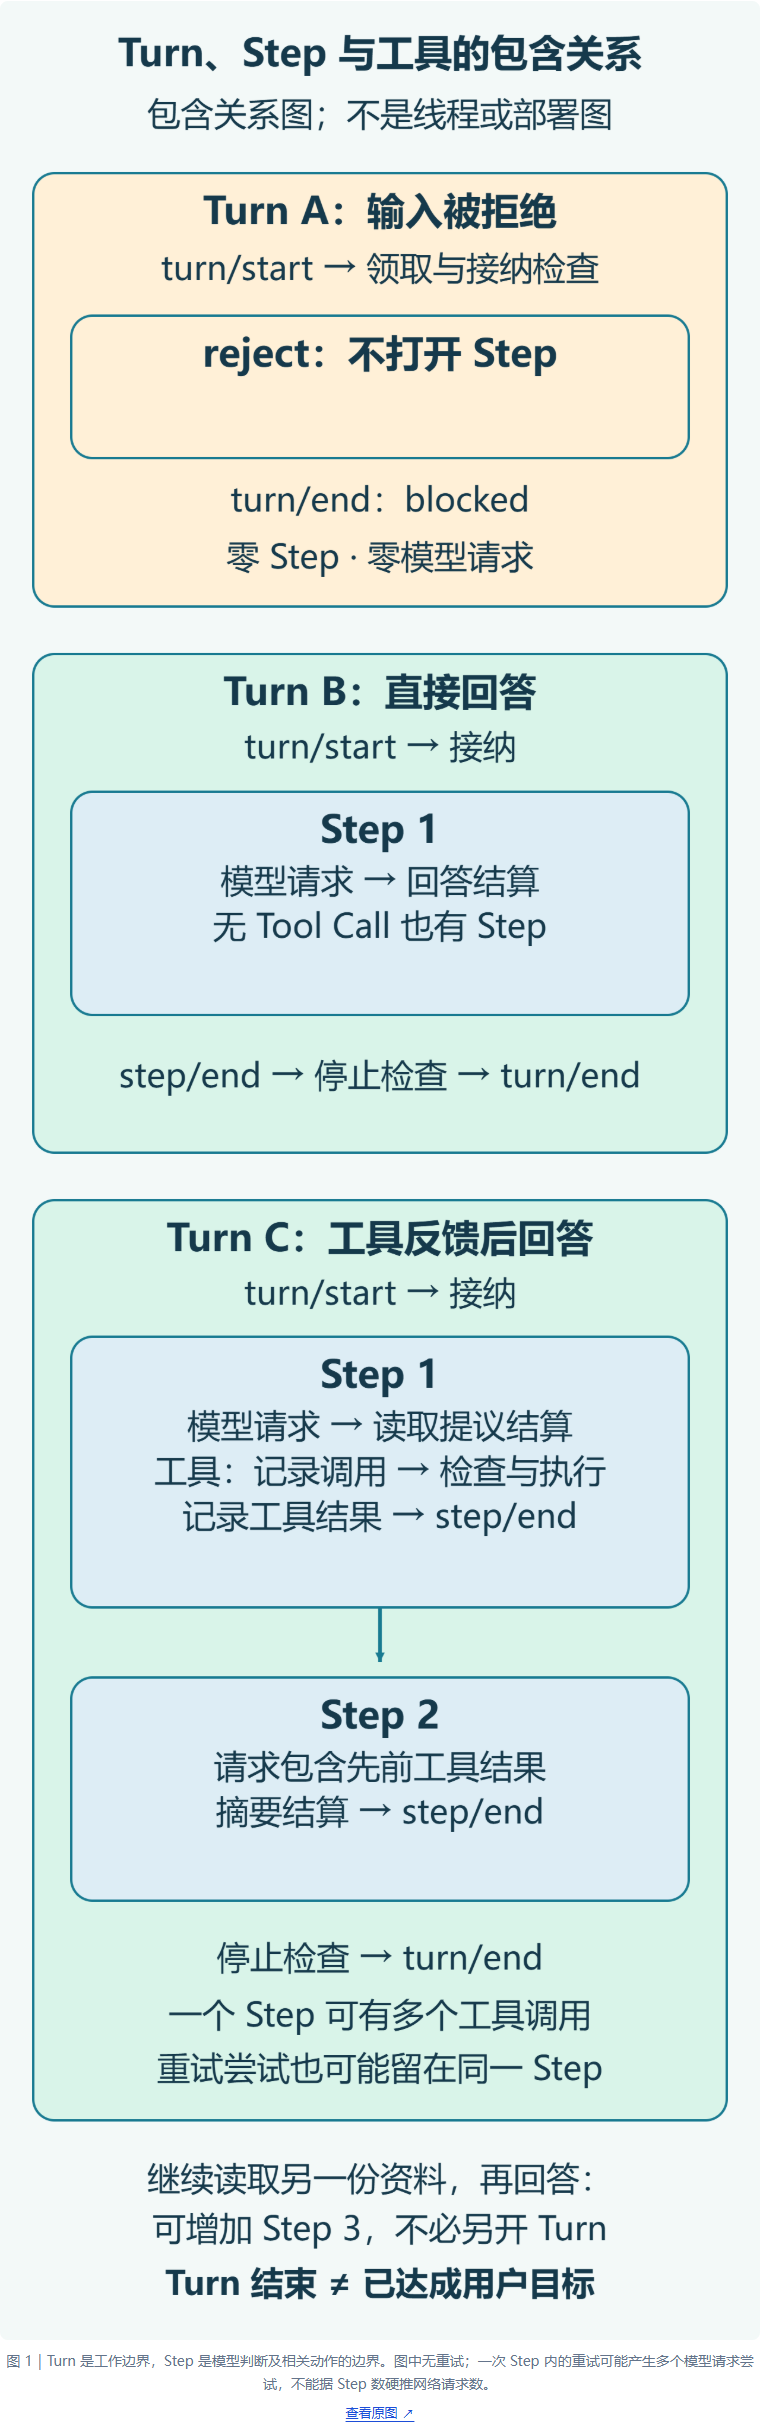 Turn、Step 与工具的包含关系
包含关系图；不是线程或部署图
Turn A：输入被拒绝
turn/start → 领取与接纳检查
reject：不打开 Step
turn/end：blocked
零 Step · 零模型请求
Turn B：直接回答
turn/start → 接纳
Step 1
模型请求 → 回答结算
无 Tool Call 也有 Step
step/end → 停止检查 → turn/end
Turn C：工具反馈后回答
turn/start → 接纳
Step 1
模型请求 → 读取提议结算
工具：记录调用 → 检查与执行
记录工具结果 → step/end
Step 2
请求包含先前工具结果
摘要结算 → step/end
停止检查 → turn/end
一个 Step 可有多个工具调用
重试尝试也可能留在同一 Step
继续读取另一份资料，再回答：
可增加 Step 3，不必另开 Turn
Turn 结束 ≠ 已达成用户目标
图 1｜Turn 是工作边界，Step 是模型判断及相关动作的边界。图中无重试；一次 Step 内的重试可能产生多个模型请求尝
试，不能据 Step 数硬推网络请求数。
查看原图 ↗